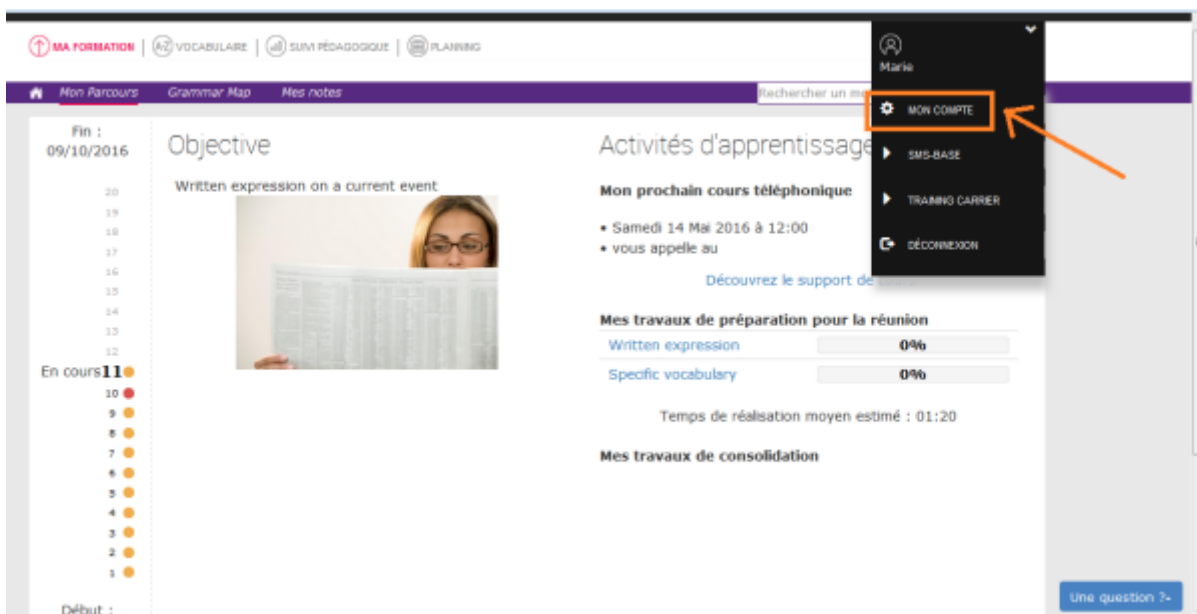 MA FORMATION | A-Z VOCABULAIRE | SUIVI PÉDAGOGIQUE | PLANNING
Marie
Mon Parcours Grammar Map Mes notes
Rechercher un
MON COMPTE
SMS-BASE
TRAINING CARRIER
DÉCONNEXION
Fin :
09/10/2016
20
19
18
17
16
15
14
13
12
En cours 11
10
9
8
7
6
5
4
3
2
1
Début :
Objective
Written expression on a current event
Activités d'apprentissage
Mon prochain cours téléphonique
• Samedi 14 Mai 2016 à 12:00
• vous appelle au
Découvrez le support de
Mes travaux de préparation pour la réunion
Written expression 0%
Specific vocabulary 0%
Temps de réalisation moyen estimé : 01:20
Mes travaux de consolidation
Une question ?